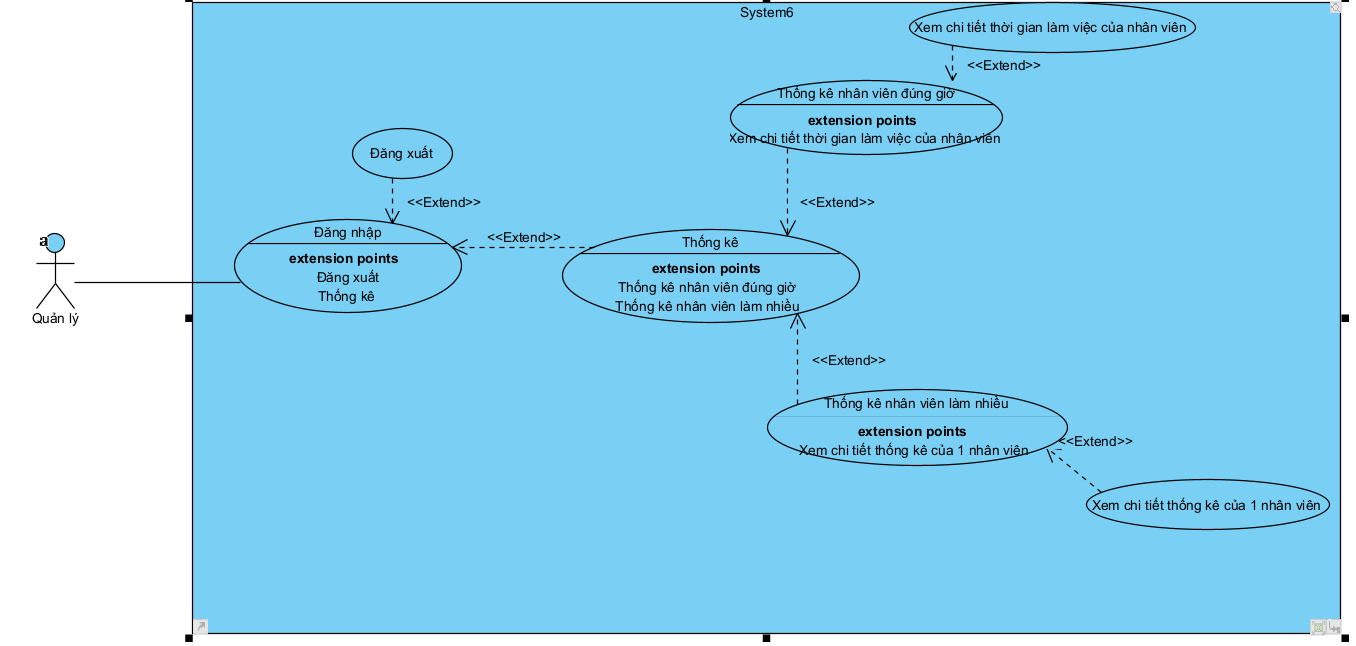 System6
Xem chi tiết thời gian làm việc của nhân viên
<<Extend>>
Thống kê nhân viên đúng giờ
extension points
Xem chi tiết thời gian làm việc của nhân viên
Đăng xuất
<<Extend>>
<<Extend>>
Đăng nhập
extension points
Đăng xuất
Thống kê
<<Extend>>
Thống kê
extension points
Thống kê nhân viên đúng giờ
Thống kê nhân viên làm nhiều
a
Quản lý
<<Extend>>
Thống kê nhân viên làm nhiều
extension points
Xem chi tiết thống kê của 1 nhân viên
<<Extend>>
Xem chi tiết thống kê của 1 nhân viên